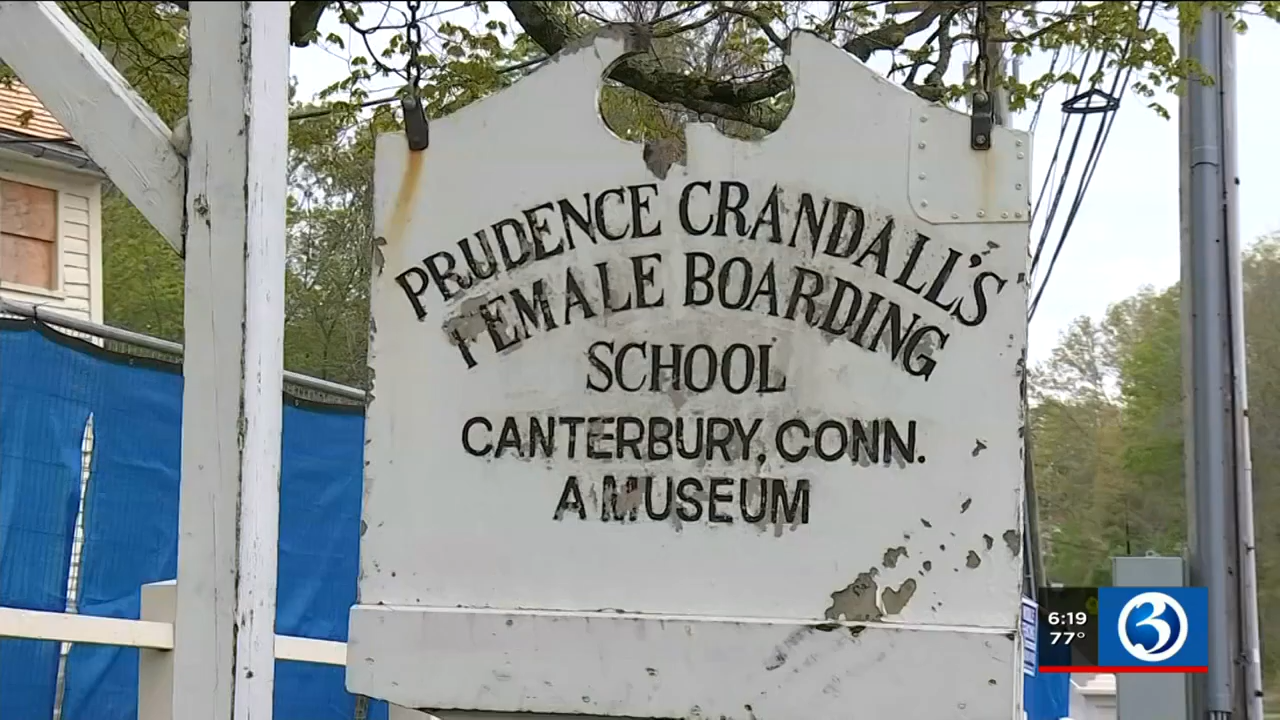 PRUDENCE CRANDALL'S
FEMALE BOARDING
SCHOOL
CANTERBURY, CONN.
A MUSEUM
6:19
77°
3